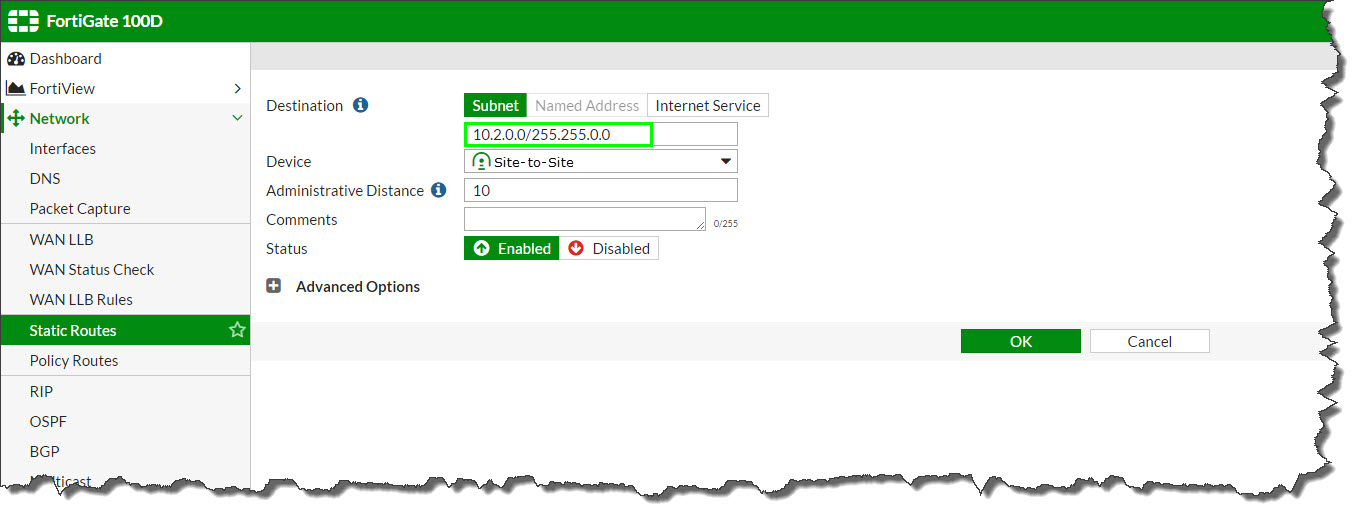 FortiGate 100D
Dashboard
FortiView
Network
Interfaces
DNS
Packet Capture
WAN LLB
WAN Status Check
WAN LLB Rules
Static Routes
Policy Routes
RIP
OSPF
BGP
Multicast
Destination Subnet Named Address Internet Service
10.2.0.0/255.255.0.0
Device Site-to-Site
Administrative Distance 10
Comments 0/255
Status Enabled Disabled
Advanced Options
OK Cancel